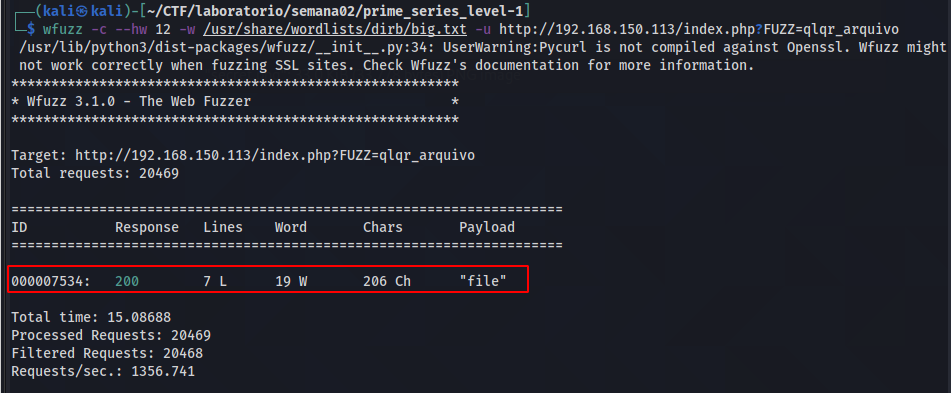 ┌──(kali㉿kali)-[~/CTF/laboratorio/semana02/prime_series_level-1]
└─$ wfuzz -c --hw 12 -w /usr/share/wordlists/dirb/big.txt -u http://192.168.150.113/index.php?FUZZ=qlqr_arquivo
/usr/lib/python3/dist-packages/wfuzz/__init__.py:34: UserWarning:Pycurl is not compiled against Openssl. Wfuzz might
not work correctly when fuzzing SSL sites. Check Wfuzz's documentation for more information.
********************************************************
* Wfuzz 3.1.0 - The Web Fuzzer                         *
********************************************************

Target: http://192.168.150.113/index.php?FUZZ=qlqr_arquivo
Total requests: 20469

=====================================================================
ID           Response   Lines    Word       Chars       Payload
=====================================================================

000007534:   200        7 L      19 W       206 Ch      "file"

Total time: 15.08688
Processed Requests: 20469
Filtered Requests: 20468
Requests/sec.: 1356.741